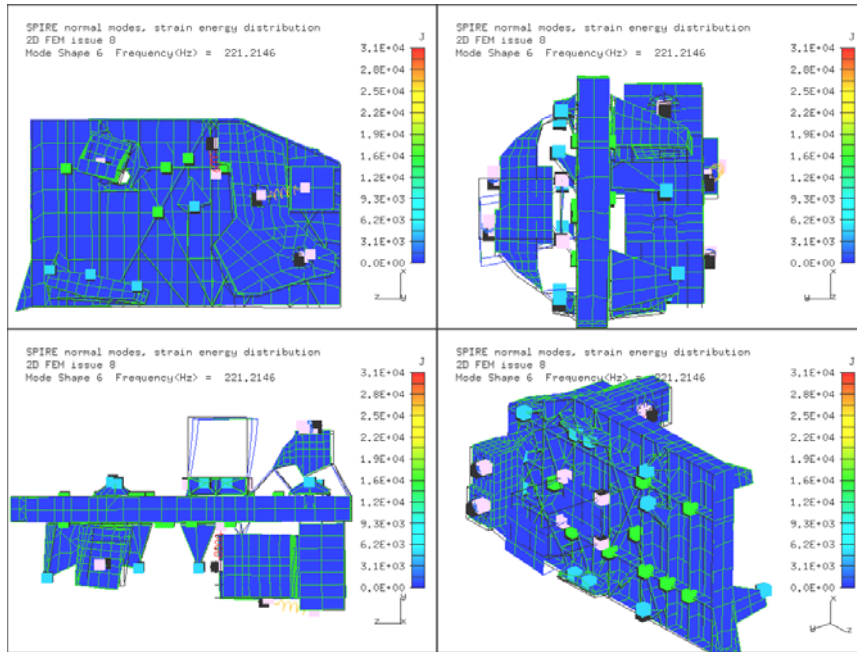 SPIRE normal modes, strain energy distribution
2D FEM issue 8
Mode Shape 6 Frequency(Hz) = 221.2146
J
3.1E+04
2.8E+04
2.5E+04
2.2E+04
1.9E+04
1.5E+04
1.2E+04
9.3E+03
6.2E+03
3.1E+03
0.0E+00
x
z
y
SPIRE normal modes, strain energy distribution
2D FEM issue 8
Mode Shape 6 Frequency(Hz) = 221.2146
J
3.1E+04
2.8E+04
2.5E+04
2.2E+04
1.9E+04
1.5E+04
1.2E+04
9.3E+03
6.2E+03
3.1E+03
0.0E+00
x
y
z
SPIRE normal modes, strain energy distribution
2D FEM issue 8
Mode Shape 6 Frequency(Hz) = 221.2146
J
3.1E+04
2.8E+04
2.5E+04
2.2E+04
1.9E+04
1.5E+04
1.2E+04
9.3E+03
6.2E+03
3.1E+03
0.0E+00
y
z
x
SPIRE normal modes, strain energy distribution
2D FEM issue 8
Mode Shape 6 Frequency(Hz) = 221.2146
J
3.1E+04
2.8E+04
2.5E+04
2.2E+04
1.9E+04
1.5E+04
1.2E+04
9.3E+03
6.2E+03
3.1E+03
0.0E+00
x
y
z